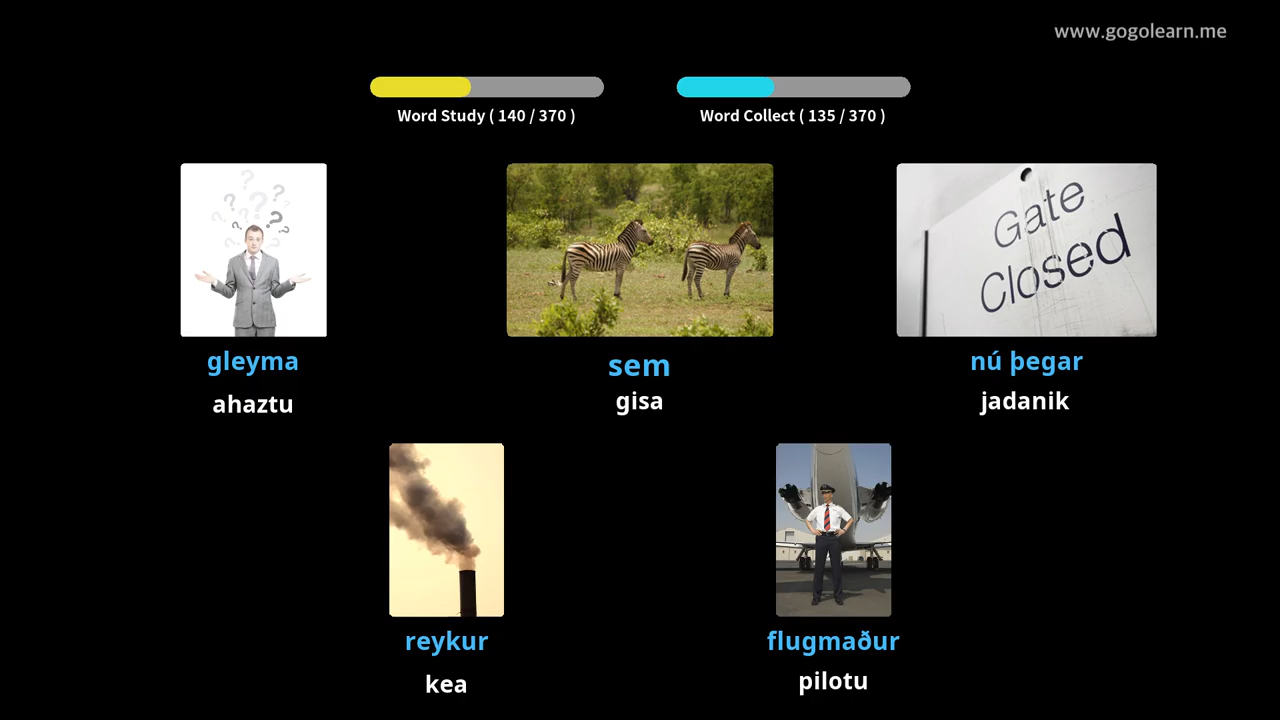 www.gogolearn.me
Word Study ( 140 / 370 )
Word Collect ( 135 / 370 )
Gate
Closed
gleyma
sem
nú þegar
ahaztu
gisa
jadanik
reykur
flugmaður
kea
pilotu